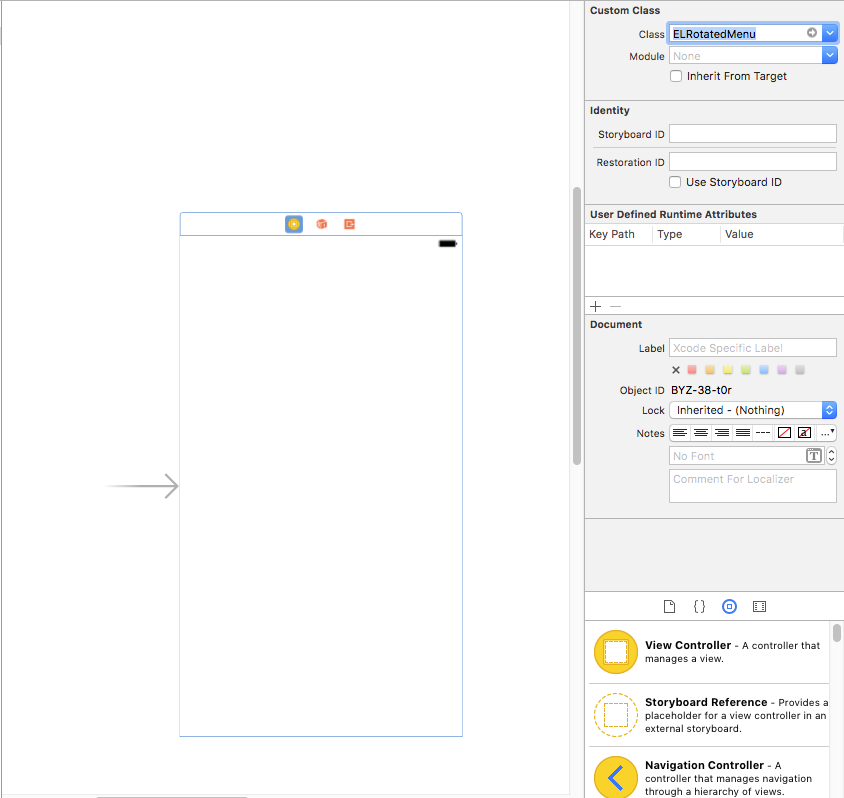 Custom Class
Class ELRotatedMenu
Module None
Inherit From Target
Identity
Storyboard ID
Restoration ID
Use Storyboard ID
User Defined Runtime Attributes
Key Path Type Value
Document
Label Xcode Specific Label
Object ID BYZ-38-t0r
Lock Inherited - (Nothing)
Notes
No Font
Comment For Localizer
View Controller - A controller that
manages a view.
Storyboard Reference - Provides a
placeholder for a view controller in an
external storyboard.
Navigation Controller - A
controller that manages navigation
through a hierarchy of views.